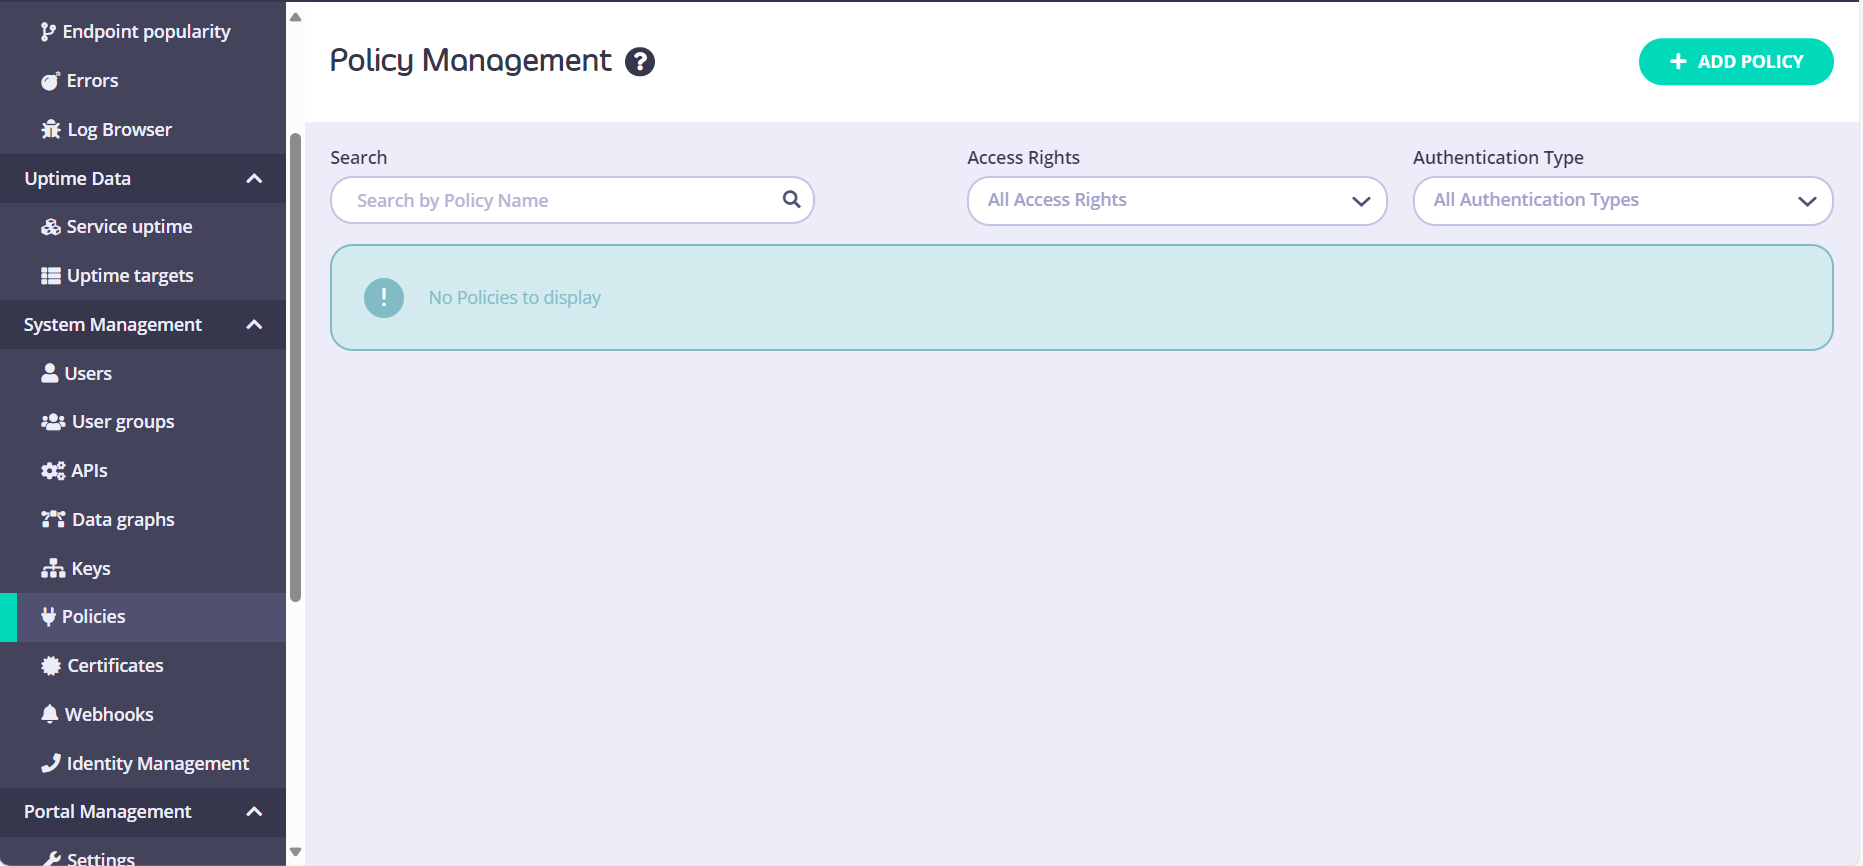 Endpoint popularity
Errors
Log Browser
Uptime Data
Service uptime
Uptime targets
System Management
Users
User groups
APIs
Data graphs
Keys
Policies
Certificates
Webhooks
Identity Management
Portal Management
Settings
Policy Management ?
+ ADD POLICY
Search
Search by Policy Name
Access Rights
All Access Rights
Authentication Type
All Authentication Types
! No Policies to display